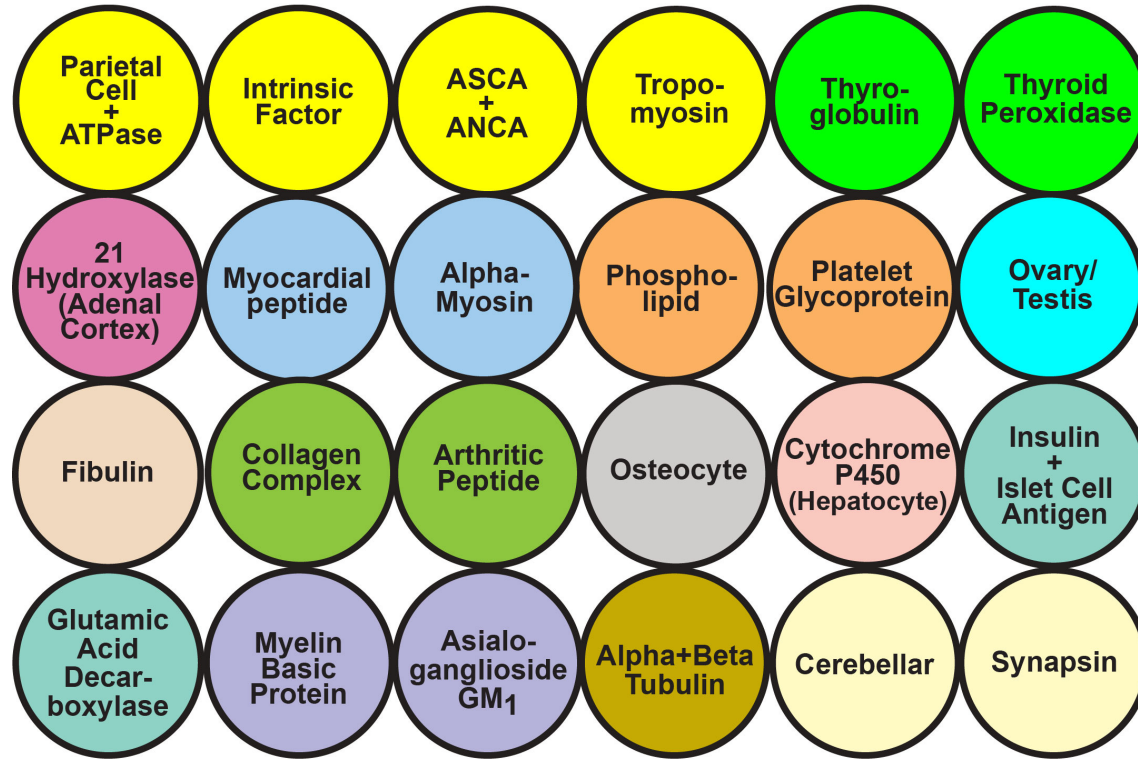 Parietal
Cell
+
ATPase
Intrinsic
Factor
ASCA
+
ANCA
Tropo-
myosin
Thyro-
globulin
Thyroid
Peroxidase
21
Hydroxylase
(Adenal
Cortex)
Myocardial
peptide
Alpha-
Myosin
Phospho-
lipid
Platelet
Glycoprotein
Ovary/
Testis
Fibulin
Collagen
Complex
Arthritic
Peptide
Osteocyte
Cytochrome
P450
(Hepatocyte)
Insulin
+
Islet Cell
Antigen
Glutamic
Acid
Decar-
boxylase
Myelin
Basic
Protein
Asialo-
ganglioside
GM1
Alpha+Beta
Tubulin
Cerebellar
Synapsin